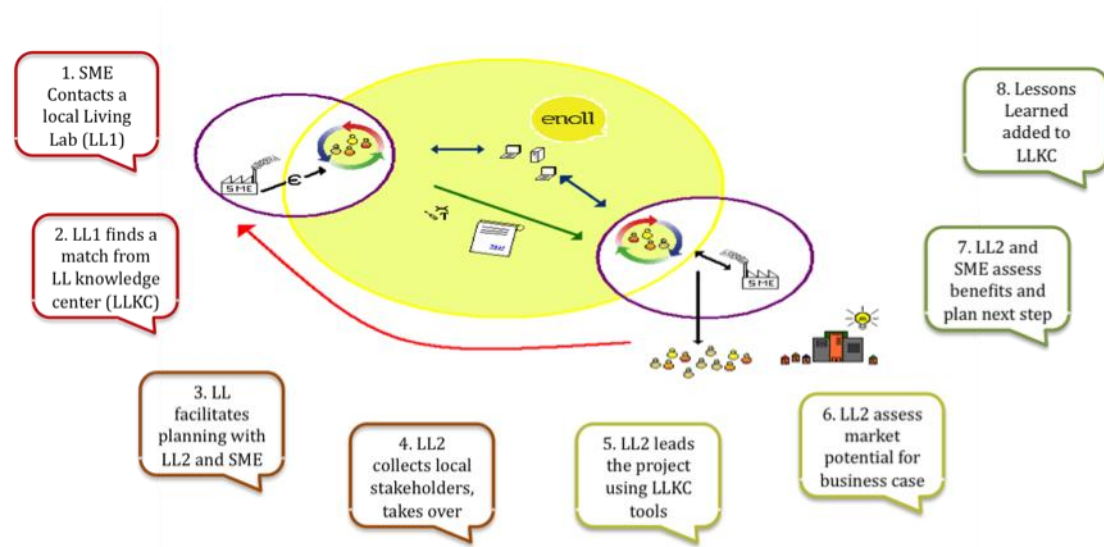 1. SME
Contacts a
local Living
Lab (LL1)
2. LL1 finds a
match from
LL knowledge
center (LLKC)
3. LL
facilitates
planning with
LL2 and SME
4. LL2
collects local
stakeholders,
takes over
5. LL2 leads
the project
using LLKC
tools
6. LL2 assess
market
potential for
business case
7. LL2 and
SME assess
benefits and
plan next step
8. Lessons
Learned
added to
LLKC
enoll
SME
€
SME